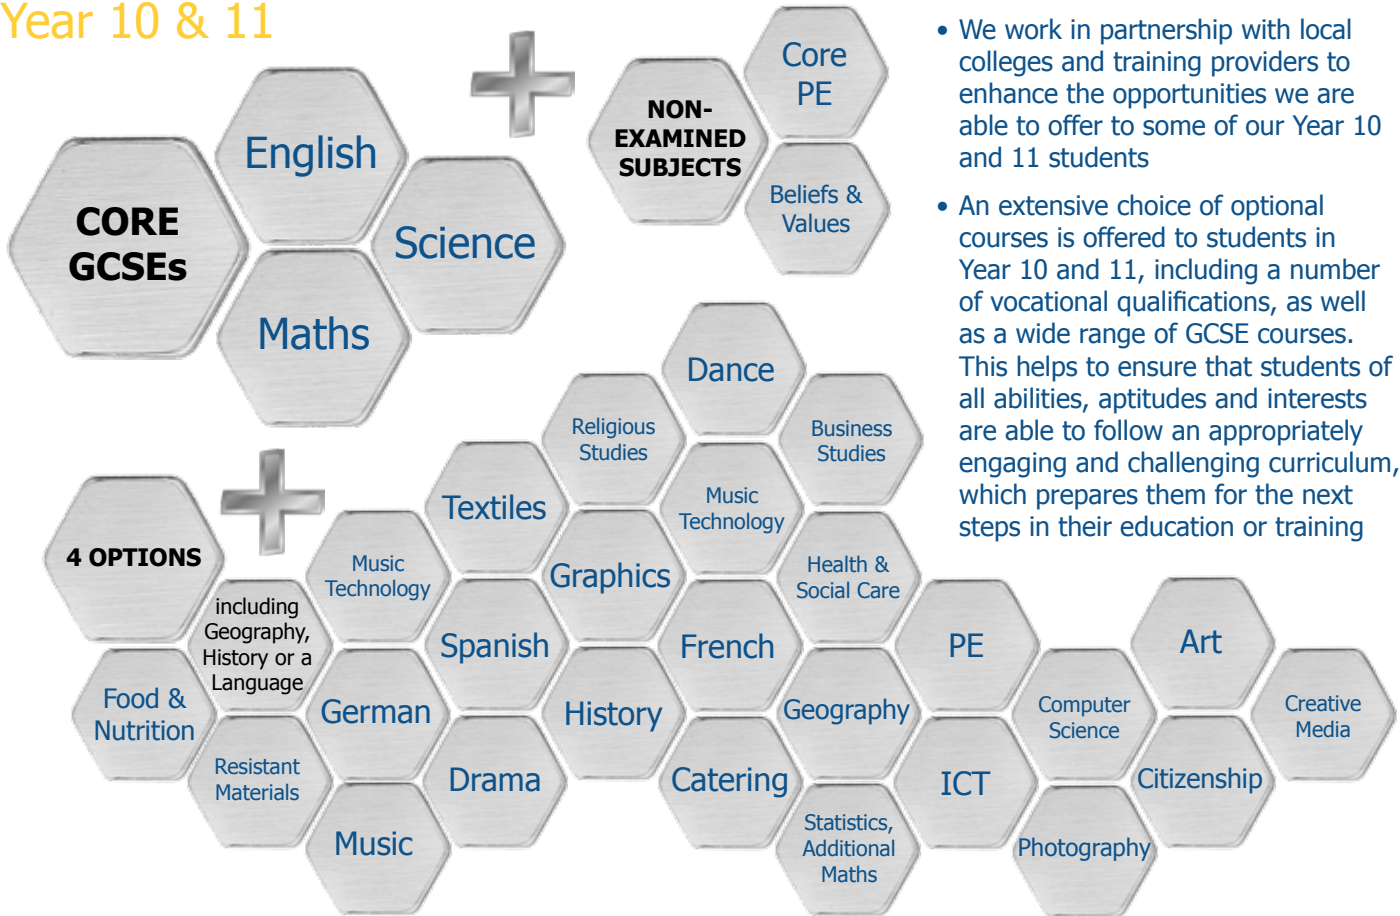 Year 10 & 11
CORE
GCSEs
English
Science
Maths
NON-
EXAMINED
SUBJECTS
Core
PE
Beliefs &
Values
• We work in partnership with local
colleges and training providers to
enhance the opportunities we are
able to offer to some of our Year 10
and 11 students
• An extensive choice of optional
courses is offered to students in
Year 10 and 11, including a number
of vocational qualifications, as well
as a wide range of GCSE courses.
This helps to ensure that students of
all abilities, aptitudes and interests
are able to follow an appropriately
engaging and challenging curriculum,
which prepares them for the next
steps in their education or training
4 OPTIONS
including
Geography,
History or a
Language
Food &
Nutrition
Resistant
Materials
Music
Technology
German
Music
Textiles
Spanish
Drama
Religious
Studies
Graphics
History
Dance
Music
Technology
French
Catering
Business
Studies
Health &
Social Care
Geography
Statistics,
Additional
Maths
PE
ICT
Computer
Science
Photography
Art
Citizenship
Creative
Media